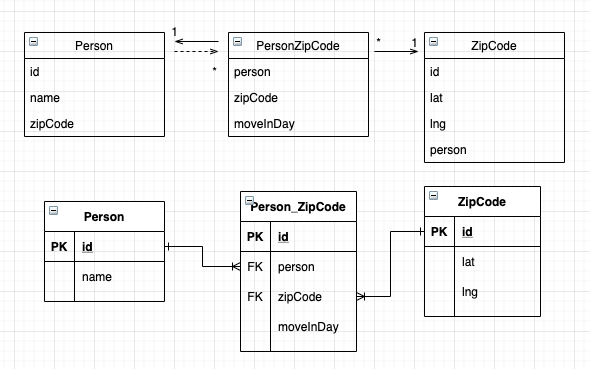 Person
id
name
zipCode
1
*
PersonZipCode
person
zipCode
moveInDay
*
1
ZipCode
id
lat
lng
person
Person
PK id
name
Person_ZipCode
PK id
FK person
FK zipCode
moveInDay
ZipCode
PK id
lat
lng